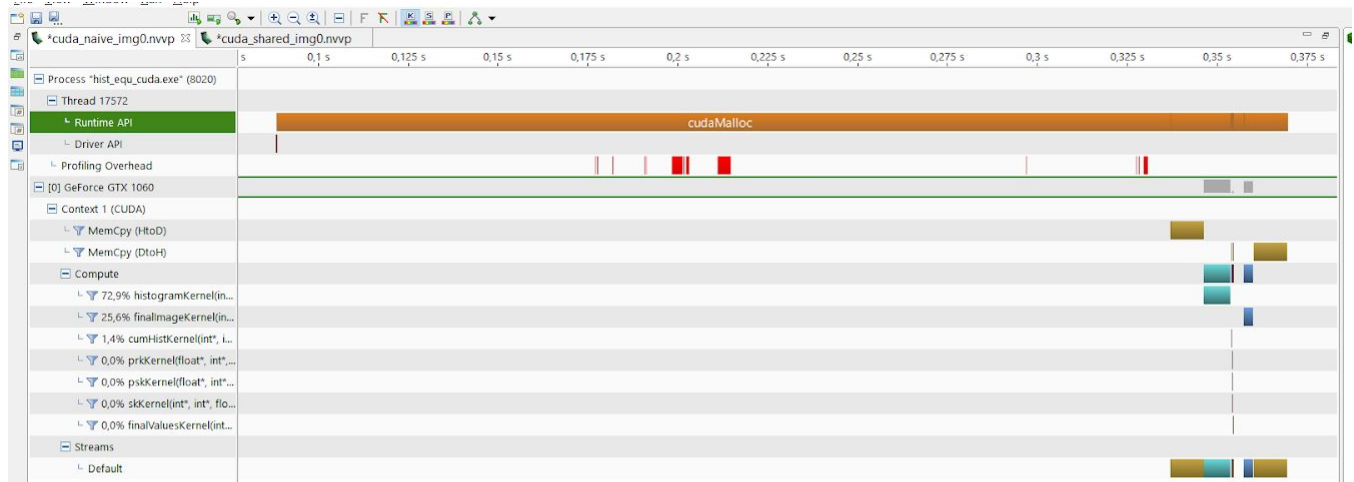 *cuda_naive_img0.nvvp *cuda_shared_img0.nvvp
s 0,1 s 0,125 s 0,15 s 0,175 s 0,2 s 0,225 s 0,25 s 0,275 s 0,3 s 0,325 s 0,35 s 0,375 s
Process "hist_equ_cuda.exe" (8020)
Thread 17572
Runtime API cudaMalloc
Driver API
Profiling Overhead
[0] GeForce GTX 1060
Context 1 (CUDA)
MemCpy (HtoD)
MemCpy (DtoH)
Compute
72,9% histogramKernel(in...
25,6% finalImageKernel(in...
1,4% cumHistKernel(int*, i...
0,0% prkKernel(float*, int*,...
0,0% pskKernel(float*, int*...
0,0% skKernel(int*, int*, flo...
0,0% finalValuesKernel(int...
Streams
Default